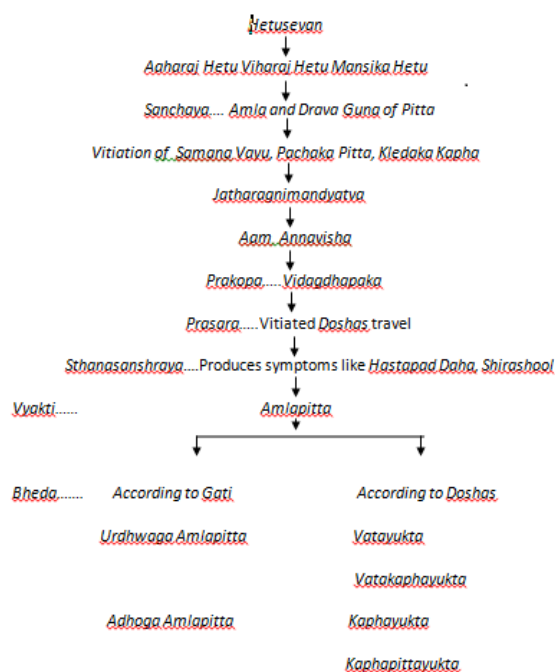 Hetusevan
Aaharaj Hetu Viharaj Hetu Mansika Hetu
Sanchaya.... Amla and Drava Guna of Pitta
Vitiation of Samana Vayu, Pachaka Pitta, Kledaka Kapha
Jatharagnimandyatva
Aam, Annavisha
Prakopa.....Vidagdhapaka
Prasara.....Vitiated Doshas travel
Sthanasanshraya....Produces symptoms like Hastapad Daha, Shirashool
Vyakti...... Amlapitta
Bheda....... According to Gati According to Doshas
Urdhwaga Amlapitta Vatayukta
Vatakaphayukta
Adhoga Amlapitta Kaphayukta
Kaphapittayukta